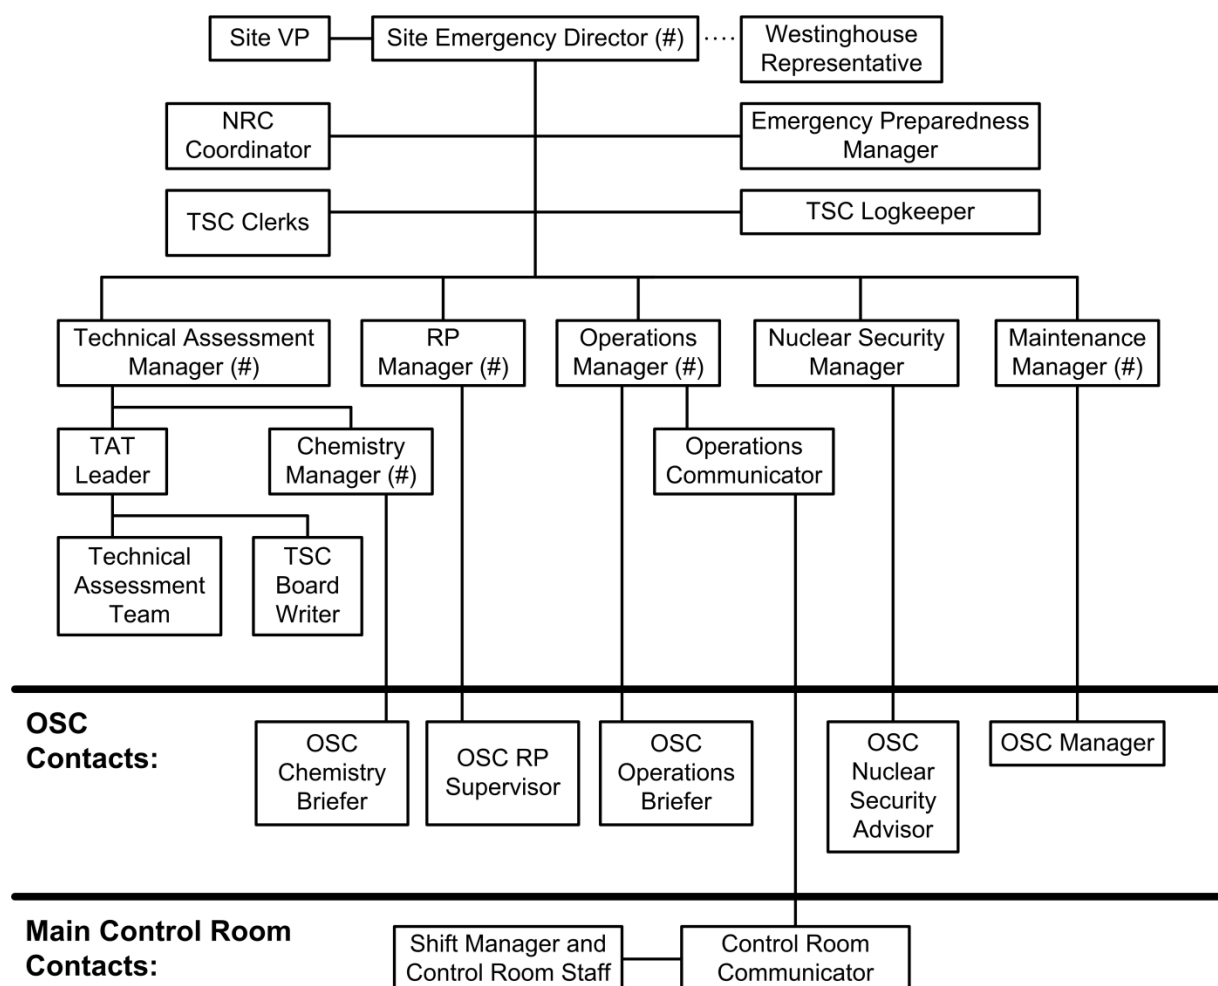 Site VP
Site Emergency Director (#)
Westinghouse
Representative
NRC
Coordinator
Emergency Preparedness
Manager
TSC Clerks
TSC Logkeeper
Technical Assessment
Manager (#)
RP
Manager (#)
Operations
Manager (#)
Nuclear Security
Manager
Maintenance
Manager (#)
TAT
Leader
Chemistry
Manager (#)
Operations
Communicator
Technical
Assessment
Team
TSC
Board
Writer
OSC
Contacts:
OSC
Chemistry
Briefer
OSC RP
Supervisor
OSC
Operations
Briefer
OSC
Nuclear
Security
Advisor
OSC Manager
Main Control Room
Contacts:
Shift Manager and
Control Room Staff
Control Room
Communicator